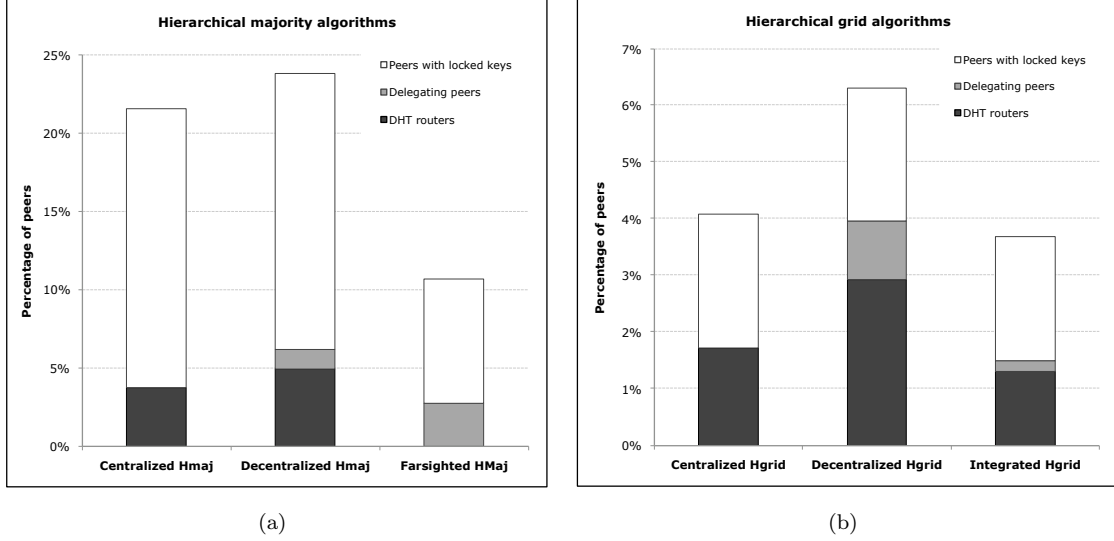 Hierarchical majority algorithms
25%
20%
15%
10%
5%
0%
Percentage of peers
Peers with locked keys
Delegating peers
DHT routers
Centralized Hmaj
Decentralized Hmaj
Farsighted HMaj
(a)
Hierarchical grid algorithms
7%
6%
5%
4%
3%
2%
1%
0%
Percentage of peers
Peers with locked keys
Delegating peers
DHT routers
Centralized Hgrid
Decentralized Hgrid
Integrated Hgrid
(b)